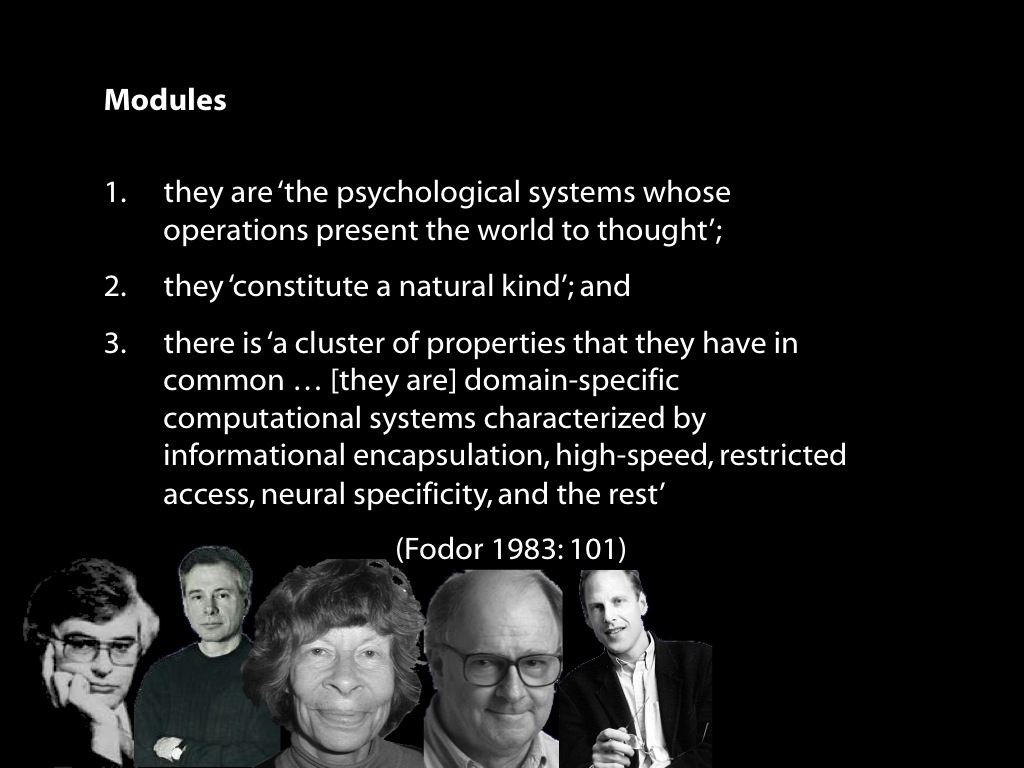 Modules
1. they are ‘the psychological systems whose
operations present the world to thought’;
2. they ‘constitute a natural kind’; and
3. there is ‘a cluster of properties that they have in
common … [they are] domain-specific
computational systems characterized by
informational encapsulation, high-speed, restricted
access, neural specificity, and the rest’
(Fodor 1983: 101)